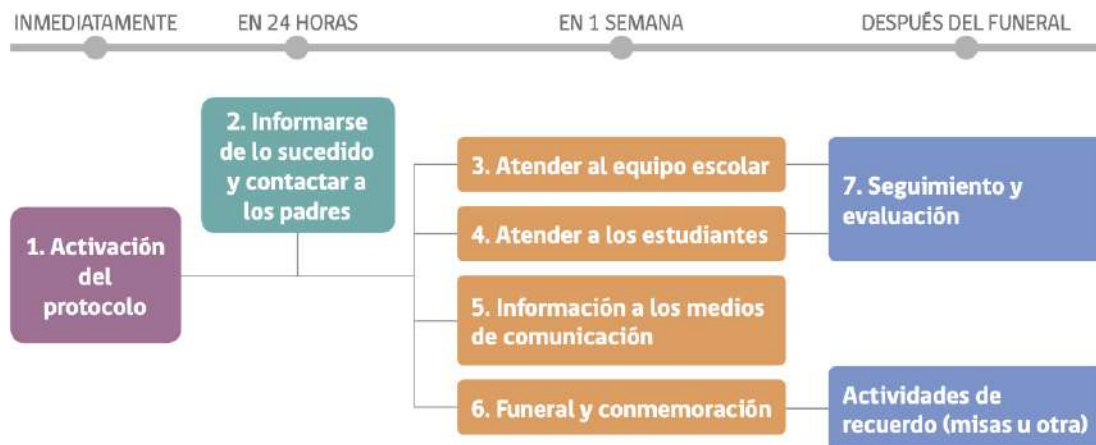 INMEDIATAMENTE
EN 24 HORAS
EN 1 SEMANA
DESPUÉS DEL FUNERAL
1. Activación
del
protocolo
2. Informarse
de lo sucedido
y contactar a
los padres
3. Atender al equipo escolar
4. Atender a los estudiantes
5. Información a los medios
de comunicación
6. Funeral y conmemoración
7. Seguimiento y
evaluación
Actividades de
recuerdo (misas u otra)